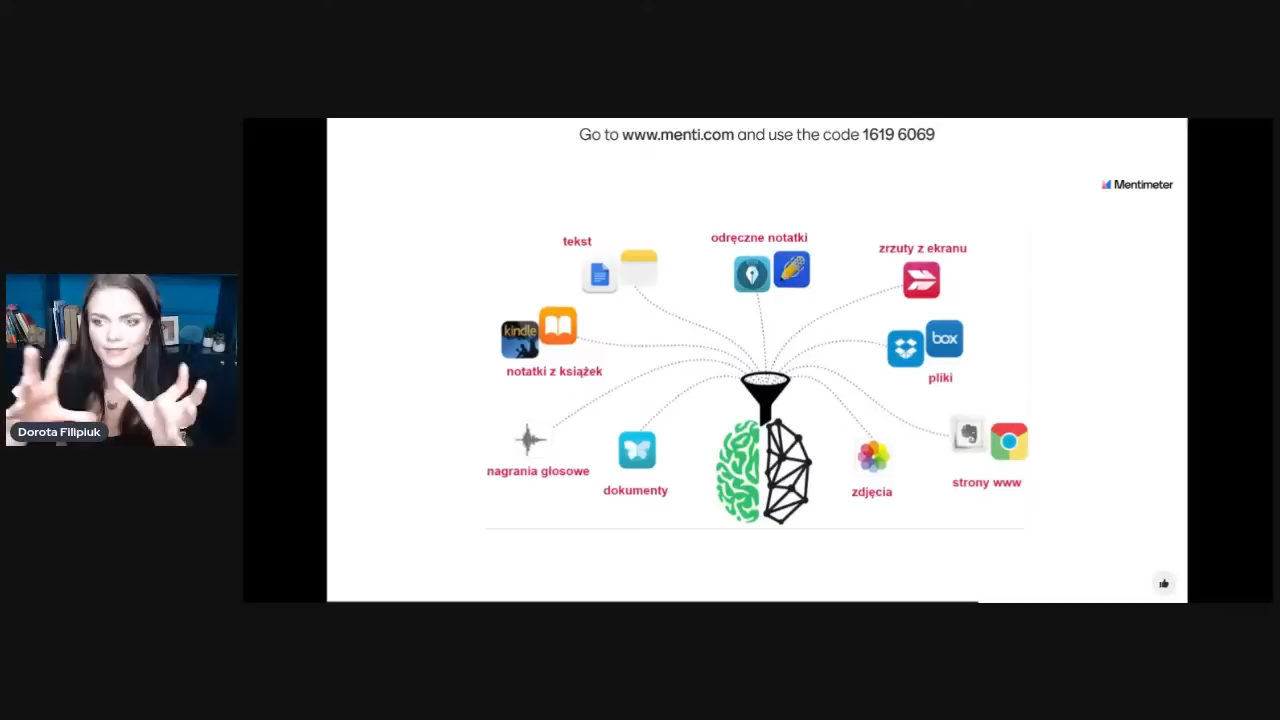 Go to www.menti.com and use the code 1619 6069
Mentimeter
tekst
odręczne notatki
zrzuty z ekranu
kindle
box
notatki z książek
pliki
nagrania głosowe
dokumenty
zdjęcia
strony www
Dorota Filipiuk